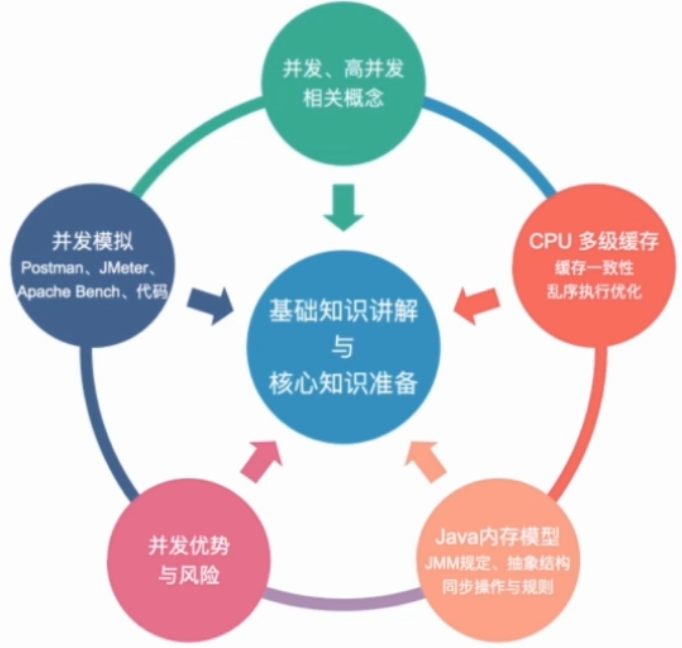 并发、高并发
相关概念
CPU 多级缓存
缓存一致性
乱序执行优化
Java内存模型
JMM规定、抽象结构
同步操作与规则
并发优势
与风险
并发模拟
Postman、JMeter、
Apache Bench、代码
基础知识讲解
与
核心知识准备